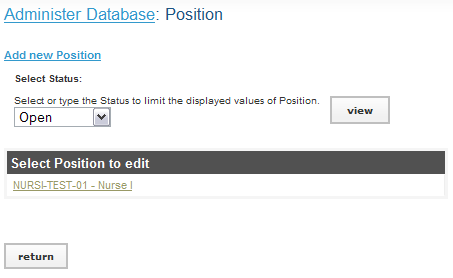 Administer Database: Position
Add new Position
Select Status:
Select or type the Status to limit the displayed values of Position.
Open
view
Select Position to edit
NURSI-TEST-01 - Nurse I
return